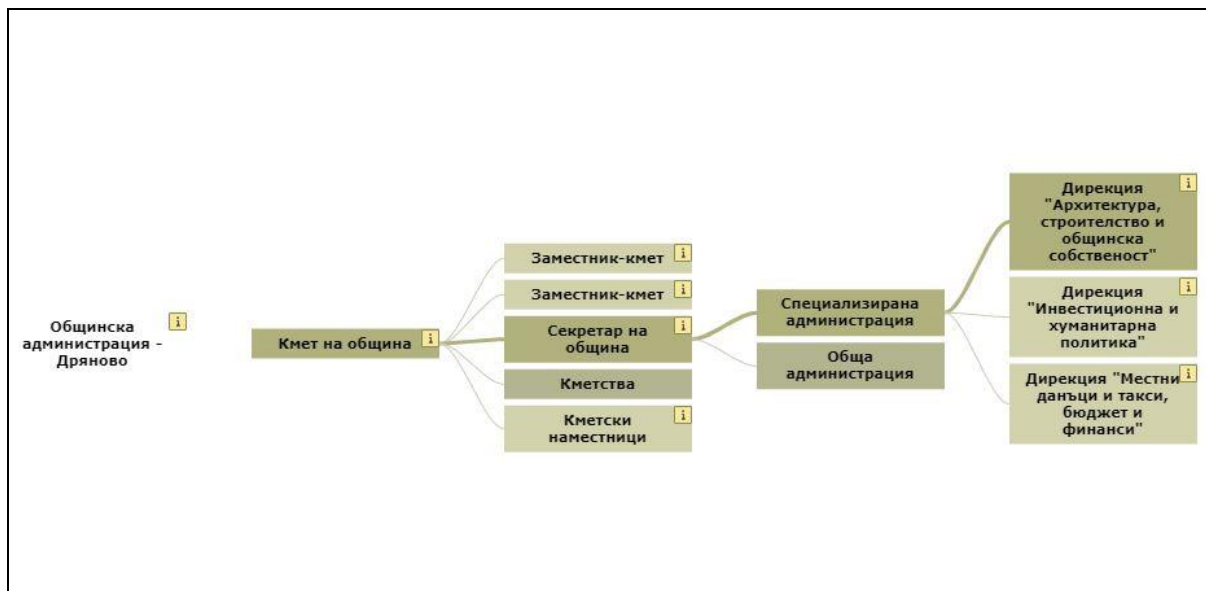 Общинска
администрация -
Дряново
Кмет на община
Заместник-кмет
Заместник-кмет
Секретар на
община
Кметства
Кметски
наместници
Специализирана
администрация
Обща
администрация
Дирекция
"Архитектура,
строителство и
общинска
собственост"
Дирекция
"Инвестиционна и
хуманитарна
политика"
Дирекция "Местни
данъци и такси,
бюджет и
финанси"